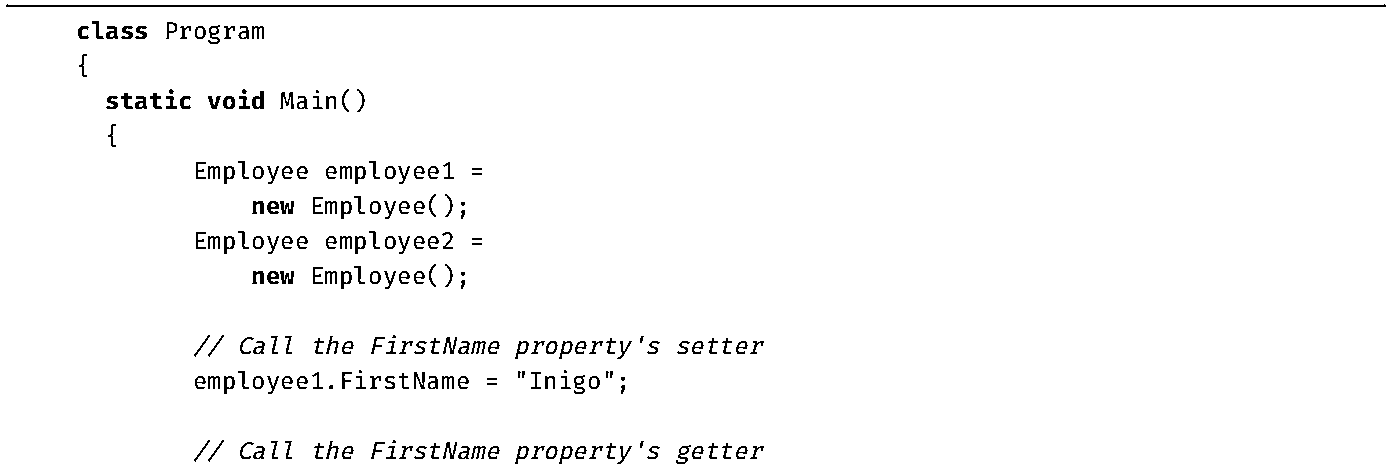 class Program
{
  static void Main()
  {
        Employee employee1 =
            new Employee();
        Employee employee2 =
            new Employee();

        // Call the FirstName property's setter
        employee1.FirstName = "Inigo";

        // Call the FirstName property's getter